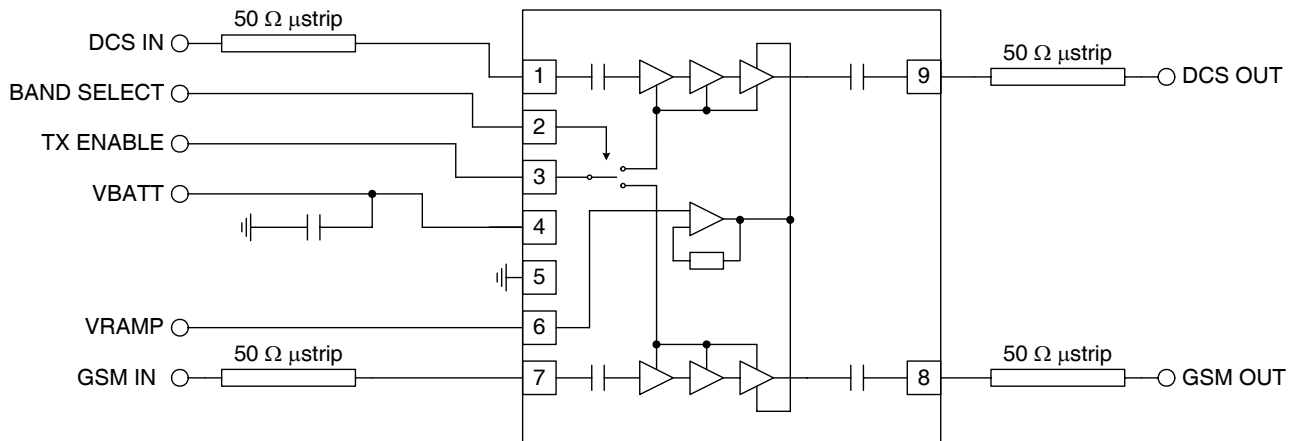 50 Ω μstrip
DCS IN
1
9
50 Ω μstrip
DCS OUT
BAND SELECT
2
TX ENABLE
3
VBATT
4
5
VRAMP
6
50 Ω μstrip
GSM IN
7
8
50 Ω μstrip
GSM OUT